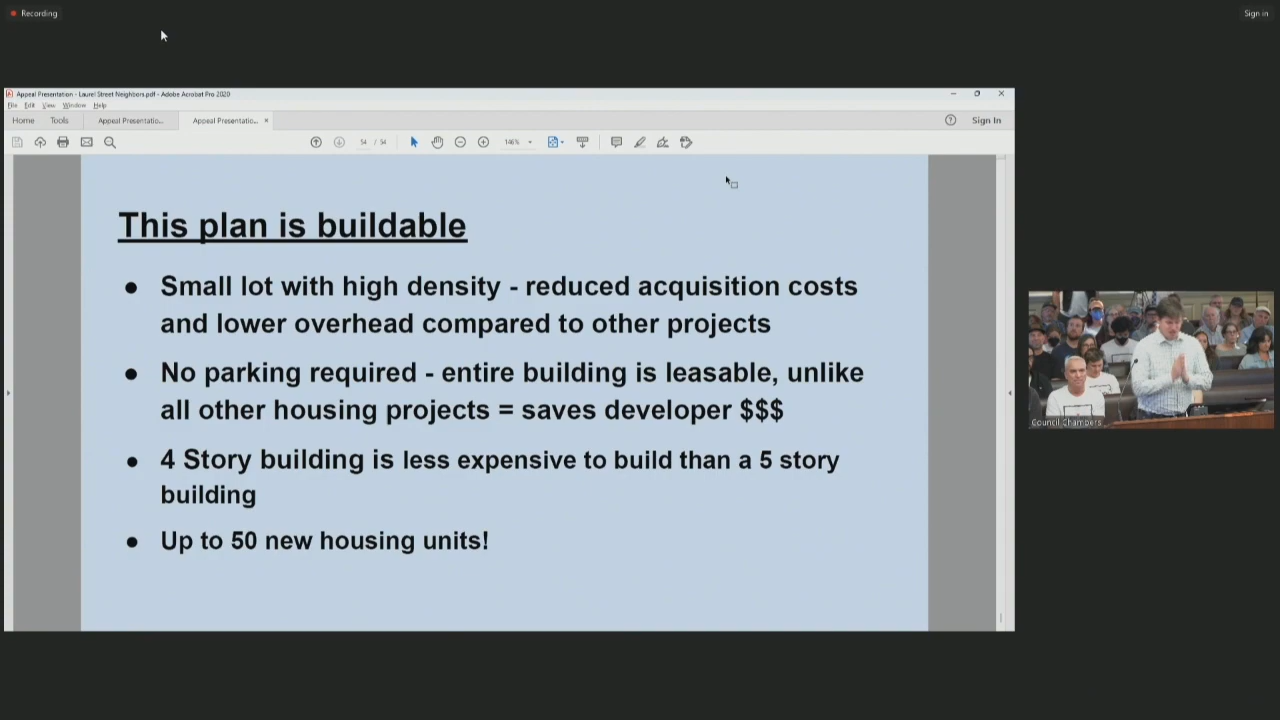 Recording
Sign in
Appeal Presentation - Laurel Street Neighbors.pdf - Adobe Acrobat Pro 2020
File Edit View Window Help
Home Tools Appeal Presentatio... Appeal Presentatio... × Sign In
54 / 54 146%
This plan is buildable
● Small lot with high density - reduced acquisition costs
and lower overhead compared to other projects
● No parking required - entire building is leasable, unlike
all other housing projects = saves developer $$$
● 4 Story building is less expensive to build than a 5 story
building
● Up to 50 new housing units!
Council Chambers